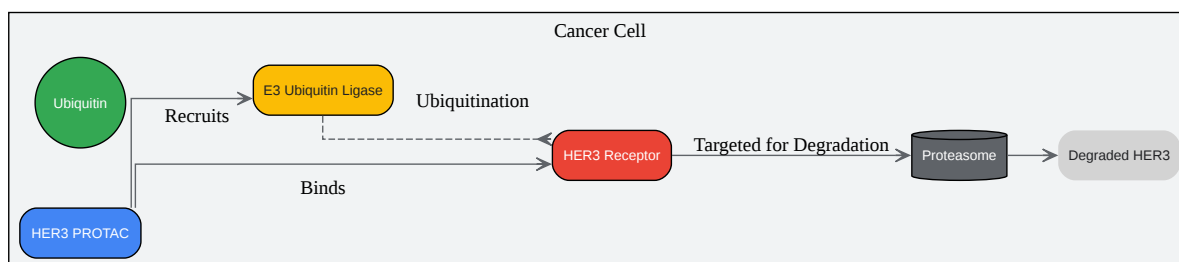 Cancer Cell
Ubiquitin
E3 Ubiquitin Ligase
Recruits
Ubiquitination
HER3 Receptor
Targeted for Degradation
Proteasome
Degraded HER3
Binds
HER3 PROTAC